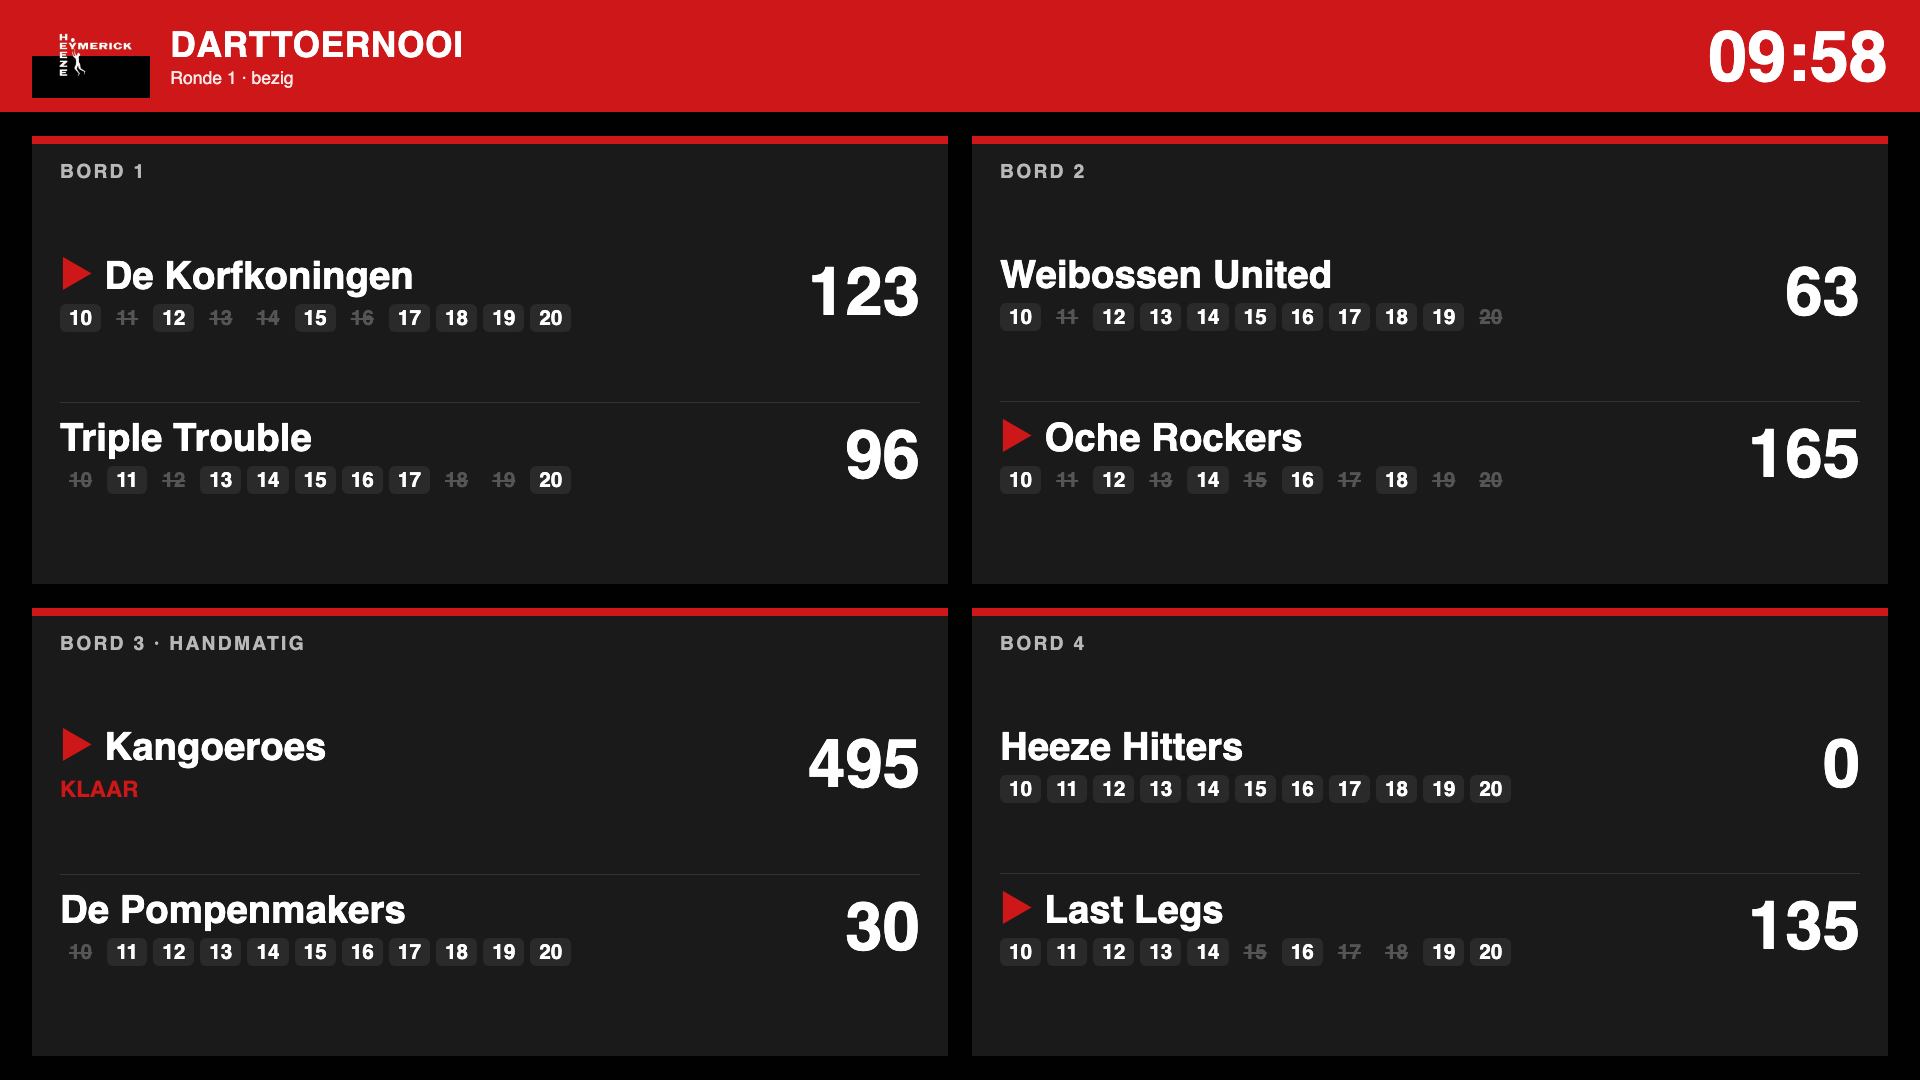 HEYMERICK
HEEZE
DARTTOERNOOI
Ronde 1 · bezig
09:58
BORD 1
De Korfkoningen
123
10 11 12 13 14 15 16 17 18 19 20
Triple Trouble
96
10 11 12 13 14 15 16 17 18 19 20
BORD 2
Weibossen United
63
10 11 12 13 14 15 16 17 18 19 20
Oche Rockers
165
10 11 12 13 14 15 16 17 18 19 20
BORD 3 · HANDMATIG
Kangoeroes
495
KLAAR
De Pompenmakers
30
10 11 12 13 14 15 16 17 18 19 20
BORD 4
Heeze Hitters
0
10 11 12 13 14 15 16 17 18 19 20
Last Legs
135
10 11 12 13 14 15 16 17 18 19 20